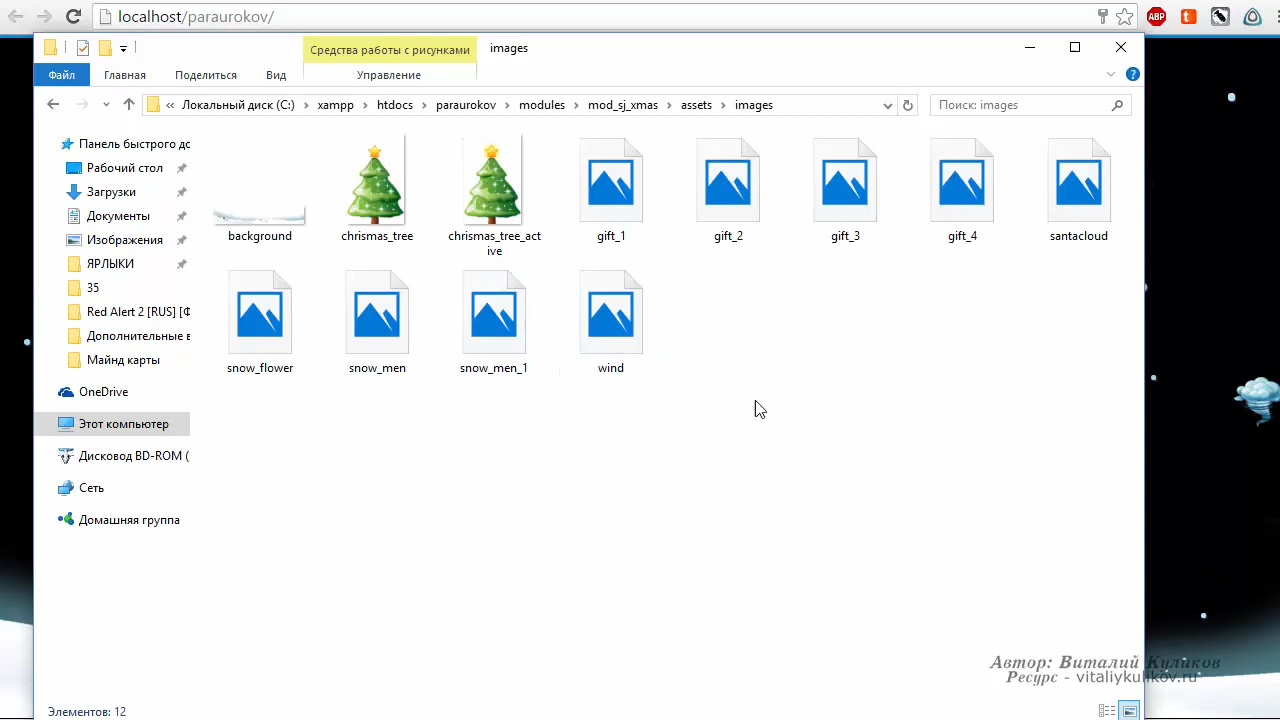 localhost/paraurokov/
ABP
Средства работы с рисунками
images
Файл
Главная
Поделиться
Вид
Управление
« Локальный диск (C:) › xampp › htdocs › paraurokov › modules › mod_sj_xmas › assets › images
Поиск: images
Панель быстрого дс
Рабочий стол
Загрузки
Документы
Изображения
ЯРЛЫКИ
35
Red Alert 2 [RUS] [Ф
Дополнительные в
Майнд карты
OneDrive
Этот компьютер
Дисковод BD-ROM (
Сеть
Домашняя группа
background
chrismas_tree
chrismas_tree_act
ive
gift_1
gift_2
gift_3
gift_4
santacloud
snow_flower
snow_men
snow_men_1
wind
Автор: Виталий Куликов
Ресурс - vitaliykulikov.ru
Элементов: 12